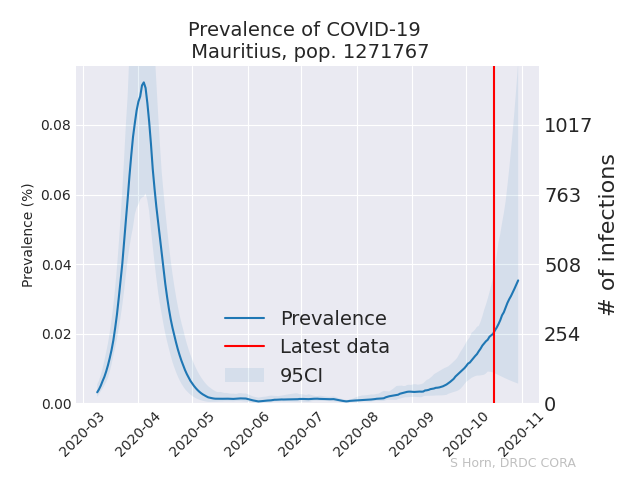 Prevalence of COVID-19
Mauritius, pop. 1271767
Prevalence (%)
0.08
0.06
0.04
0.02
0.00
1017
763
508
254
0
# of infections
Prevalence
Latest data
95CI
2020-03
2020-04
2020-05
2020-06
2020-07
2020-08
2020-09
2020-10
2020-11
S Horn, DRDC CORA